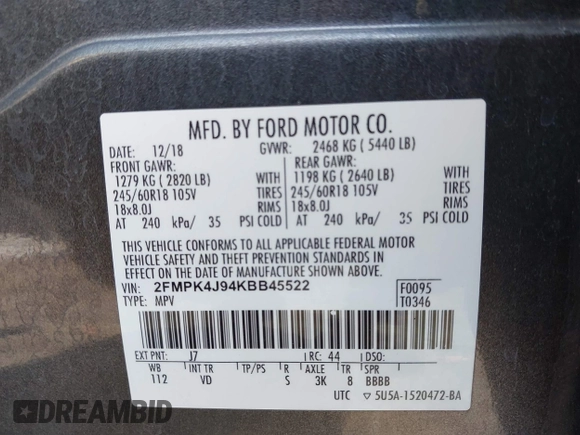 MFD. BY FORD MOTOR CO.
DATE: 12/18 GVWR: 2468 KG ( 5440 LB)
FRONT GAWR: REAR GAWR:
1279 KG ( 2820 LB) WITH 1198 KG ( 2640 LB) WITH
245/60R18 105V TIRES 245/60R18 105V TIRES
18x8.0J RIMS 18x8.0J RIMS
AT 240 kPa/ 35 PSI COLD AT 240 kPa/ 35 PSI COLD
THIS VEHICLE CONFORMS TO ALL APPLICABLE FEDERAL MOTOR
VEHICLE SAFETY AND THEFT PREVENTION STANDARDS IN
EFFECT ON THE DATE OF MANUFACTURE SHOWN ABOVE.
VIN: 2FMPK4J94KBB45522 F0095
TYPE: MPV T0346
EXT PNT: J7 RC: 44 DSO:
WB INT TR TP/PS R AXLE TR SPR
112 VD S 3K 8 BBBB
UTC ▽5U5A-1520472-BA
DREAMBID